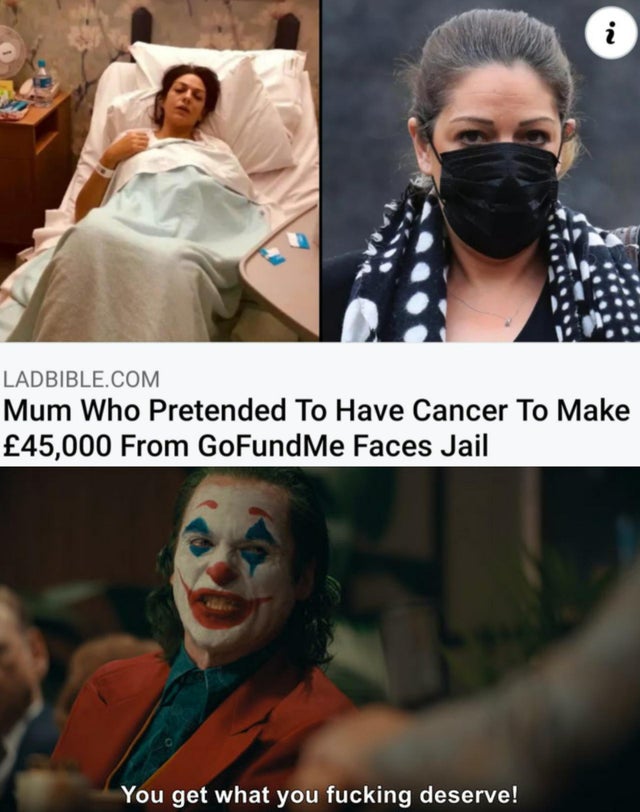 i
LADBIBLE.COM
Mum Who Pretended To Have Cancer To Make
£45,000 From GoFundMe Faces Jail
You get what you fucking deserve!